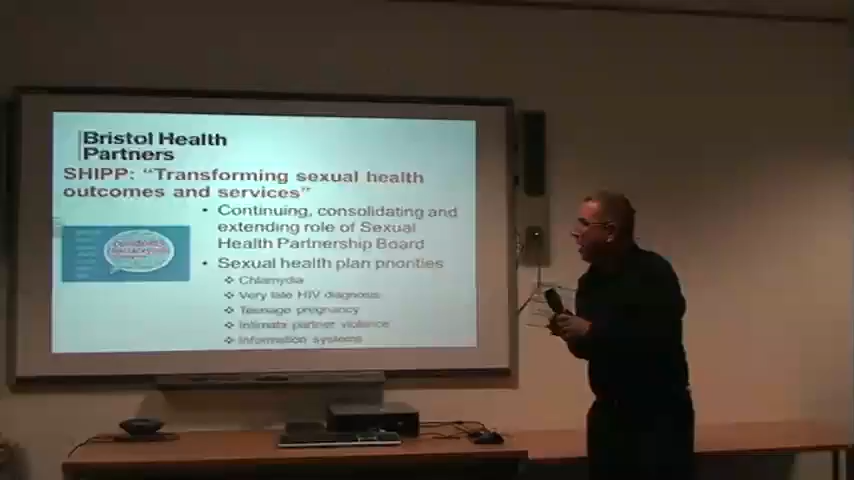 Bristol Health
Partners
SHIPP: “Transforming sexual health
outcomes and services”
• Continuing, consolidating and
extending role of Sexual
Health Partnership Board
• Sexual health plan priorities
❖ Chlamydia
❖ Very late HIV diagnosis
❖ Teenage pregnancy
❖ Intimate partner violence
❖ Information systems